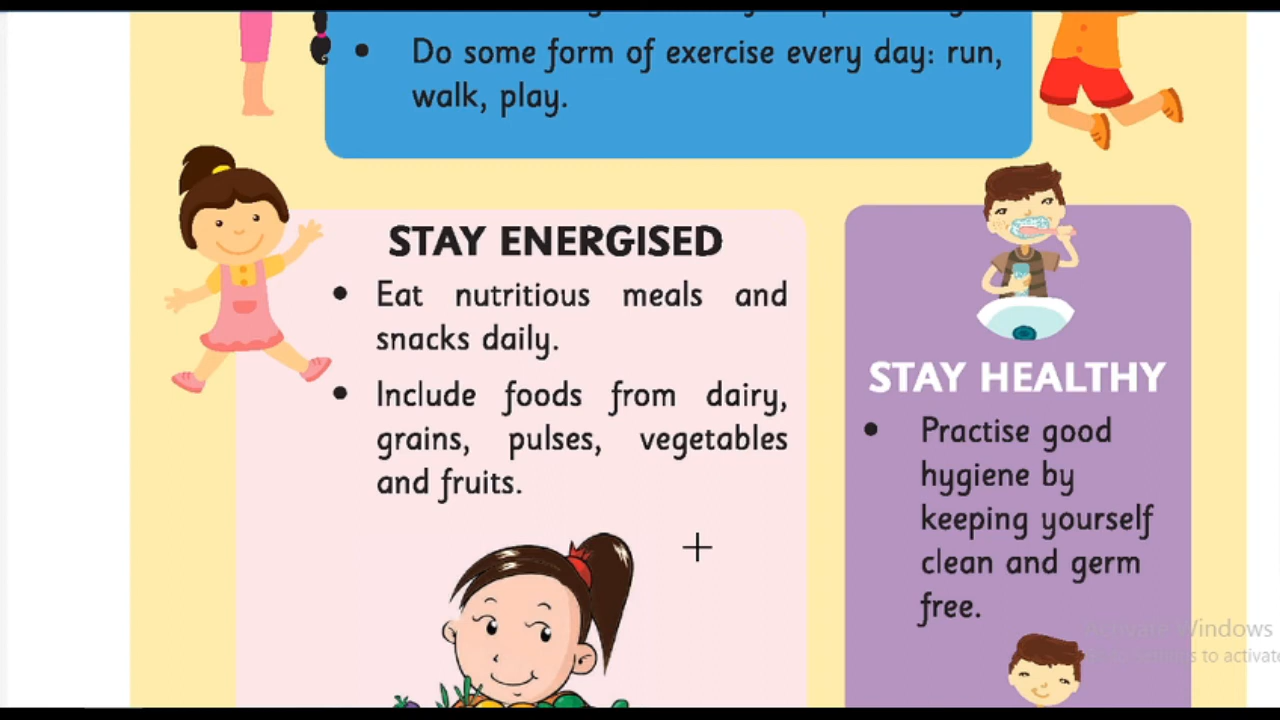 Do some form of exercise every day: run,
walk, play.
STAY ENERGISED
Eat nutritious meals and
snacks daily.
Include foods from dairy,
grains, pulses, vegetables
and fruits.
STAY HEALTHY
Practise good
hygiene by
keeping yourself
clean and germ
free.
Activate Windows